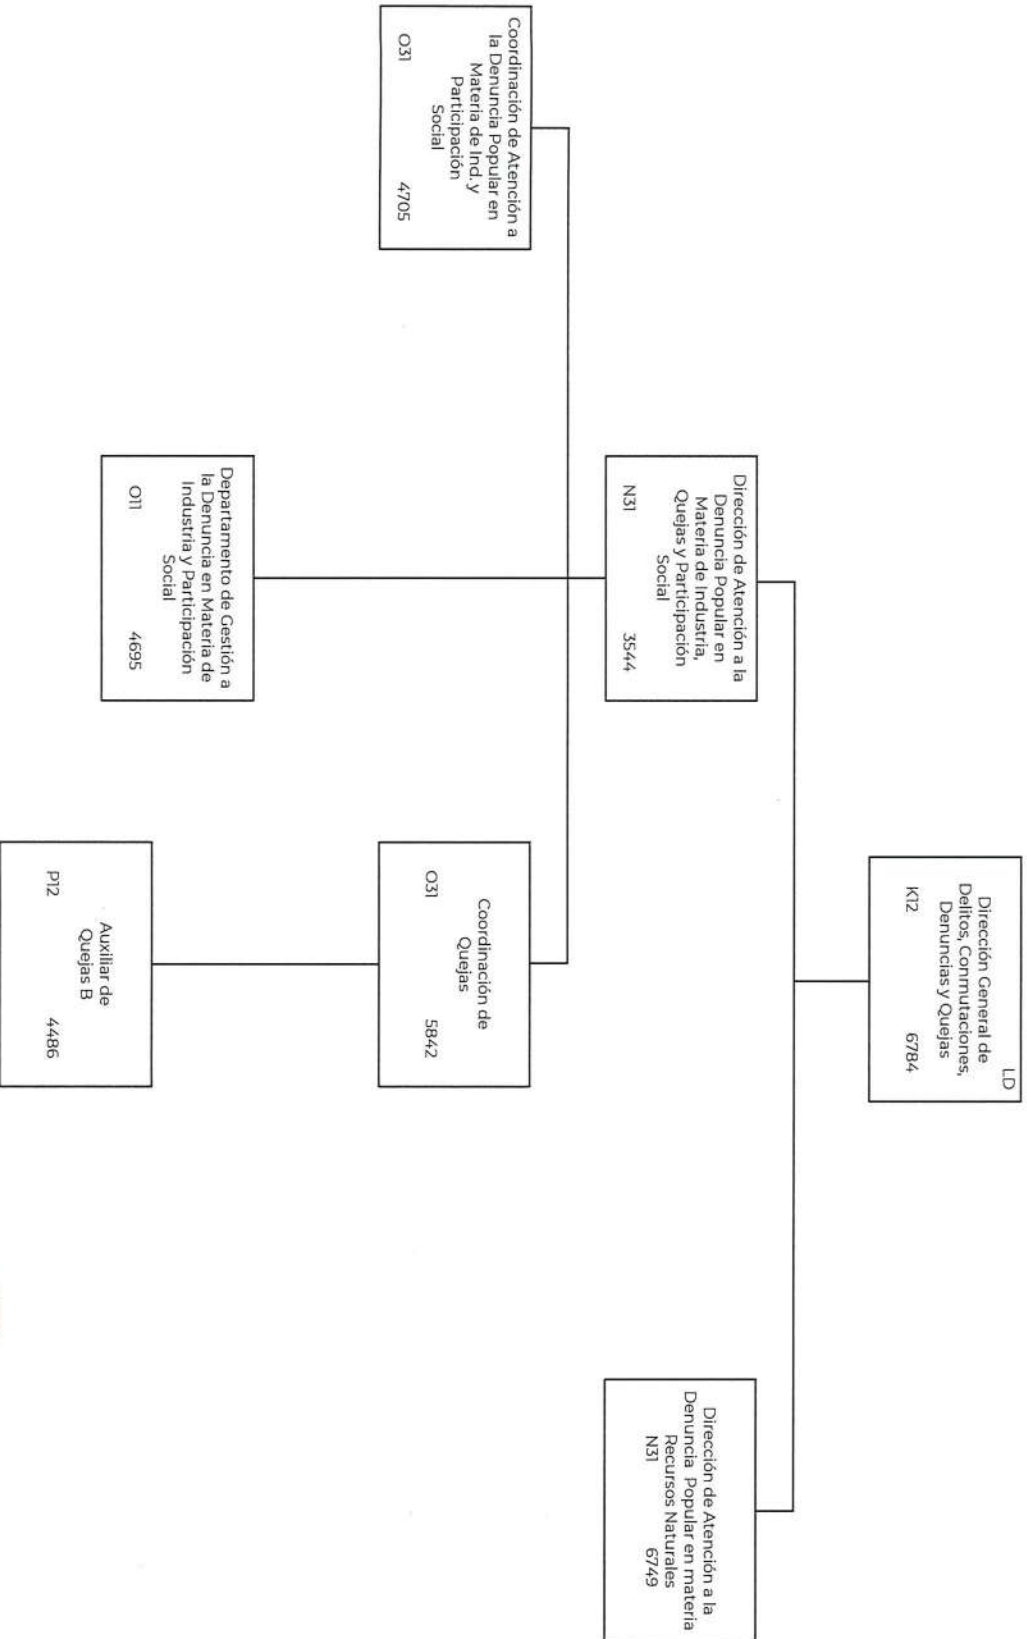 LD
Dirección General de
Delitos, Conmutaciones,
Denuncias y Quejas
K12 6784
Dirección de Atención a la
Denuncia Popular en
Materia de Industria,
Quejas y Participación
Social
N31 3544
Dirección de Atención a la
Denuncia Popular en materia
Recursos Naturales
N31 6749
Coordinación de Atención a
la Denuncia Popular en
Materia de Ind. y
Participación
Social
O31 4705
Coordinación de
Quejas
O31 5842
Departamento de Gestión a
la Denuncia en Materia de
Industria y Participación
Social
O11 4695
Auxiliar de
Quejas B
P12 4486